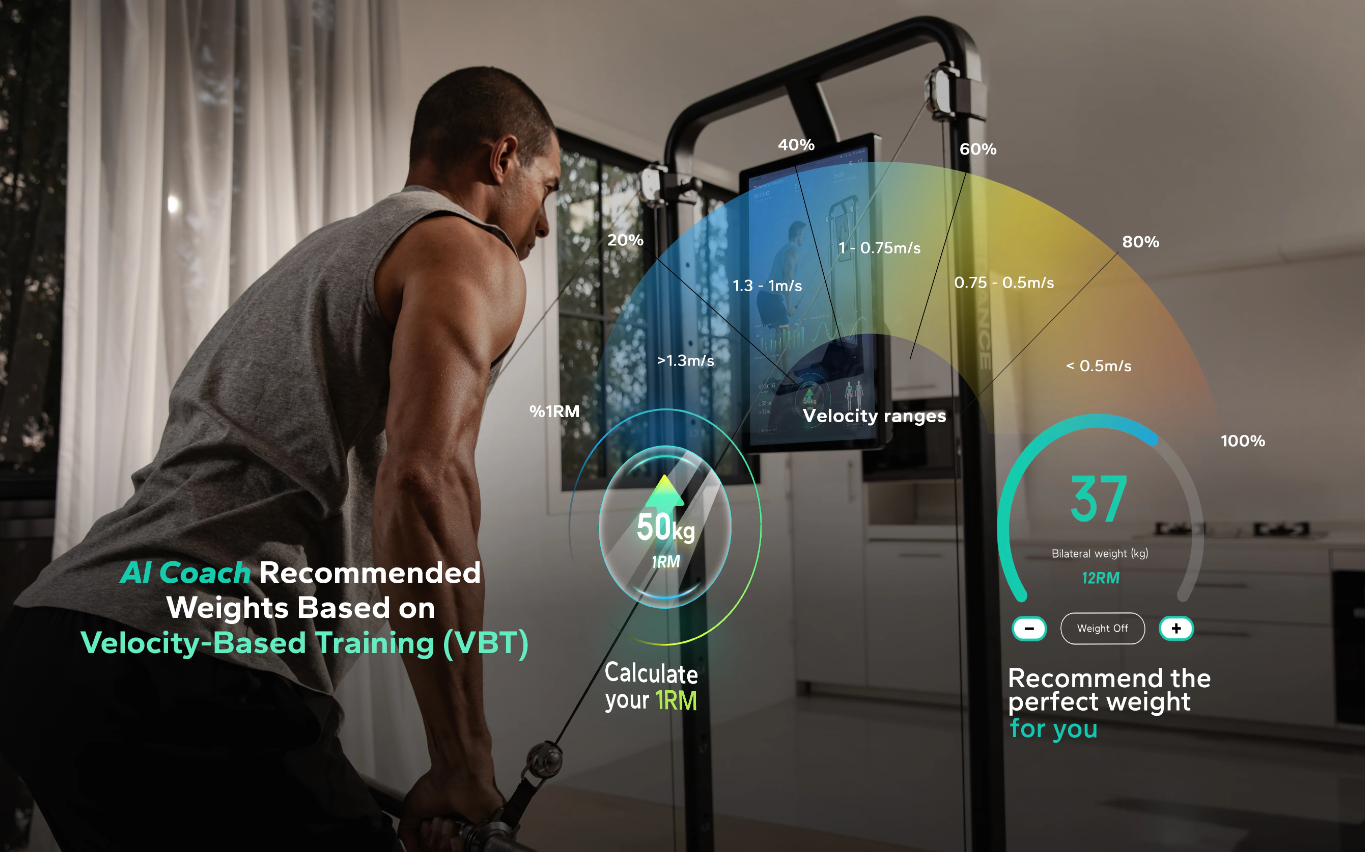 40%
60%
20%
80%
1 - 0.75m/s
1.3 - 1m/s
0.75 - 0.5m/s
>1.3m/s
< 0.5m/s
%1RM
Velocity ranges
100%
50kg
1RM
37
Bilateral weight (kg)
12RM
- Weight Off +
AI Coach Recommended
Weights Based on
Velocity-Based Training (VBT)
Calculate
your 1RM
Recommend the
perfect weight
for you